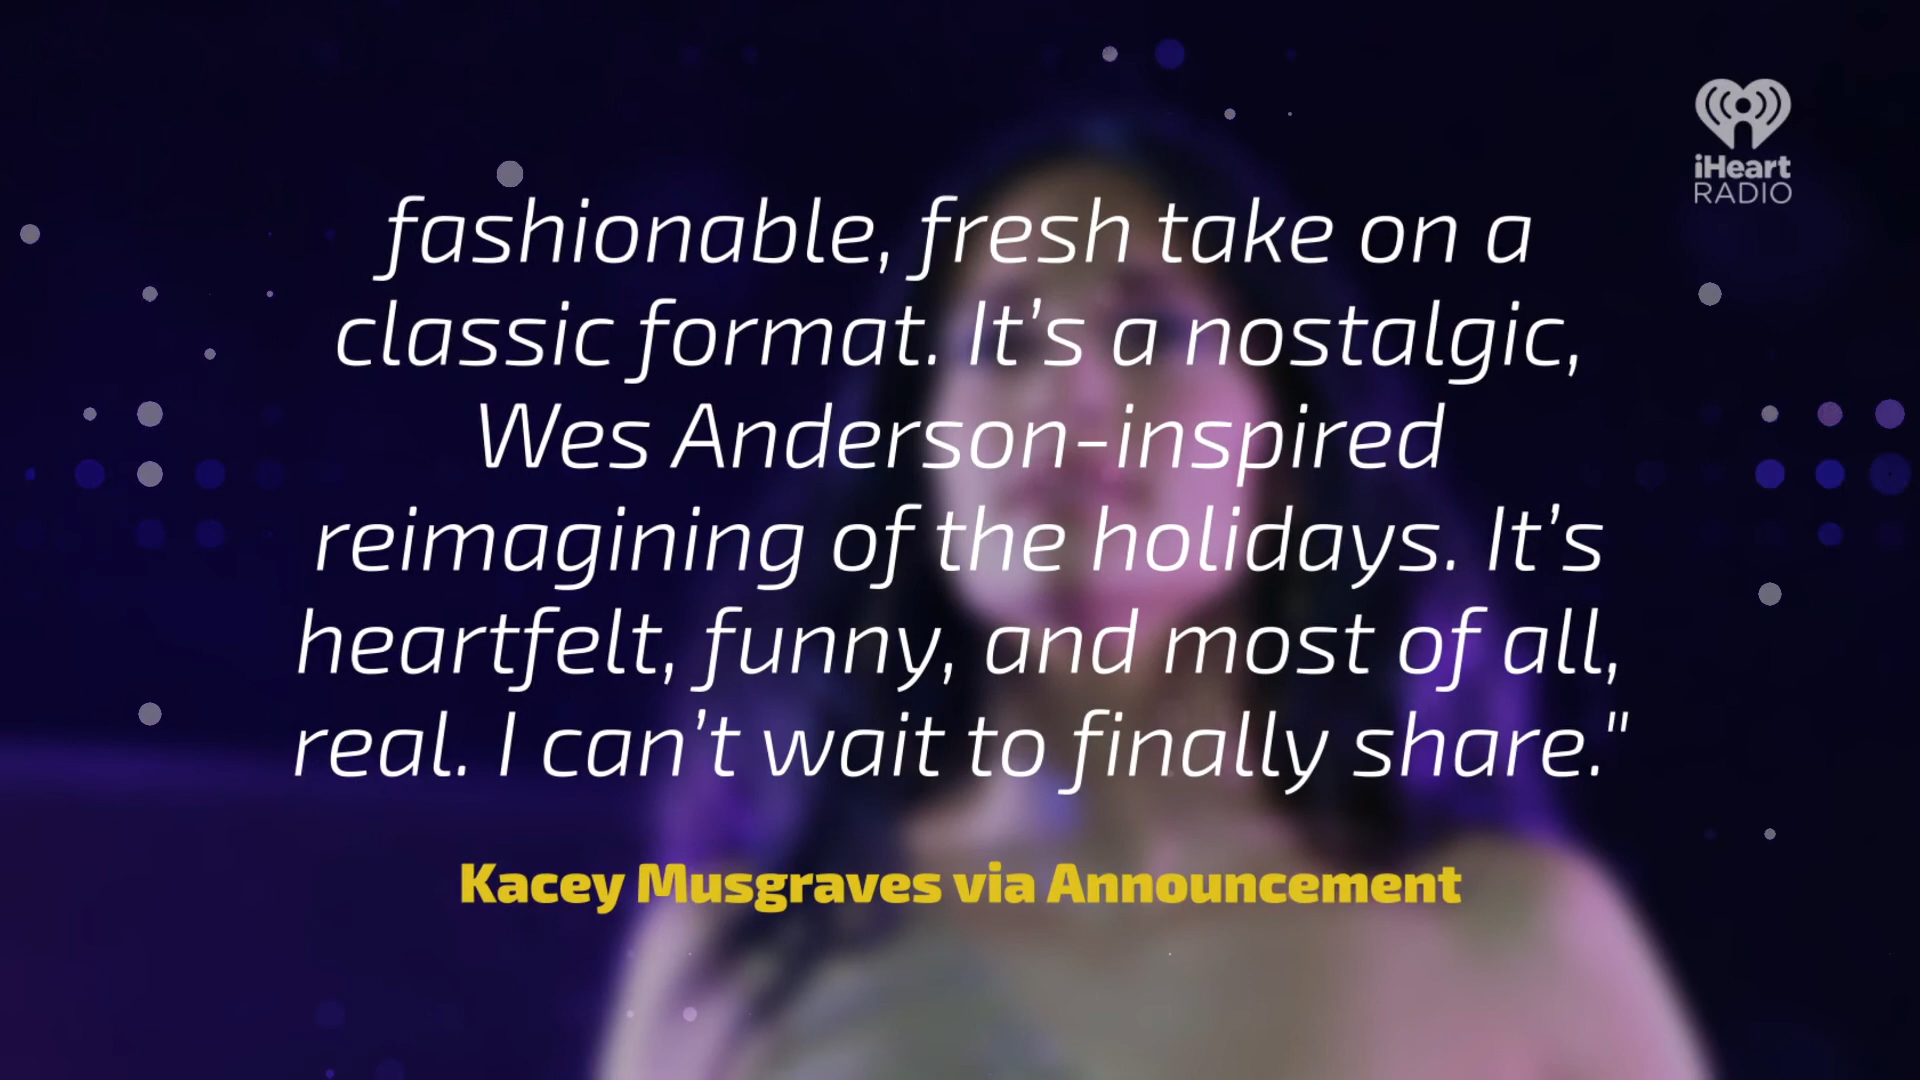 iHeart
RADIO
fashionable, fresh take on a
classic format. It’s a nostalgic,
Wes Anderson-inspired
reimagining of the holidays. It’s
heartfelt, funny, and most of all,
real. I can’t wait to finally share."
Kacey Musgraves via Announcement